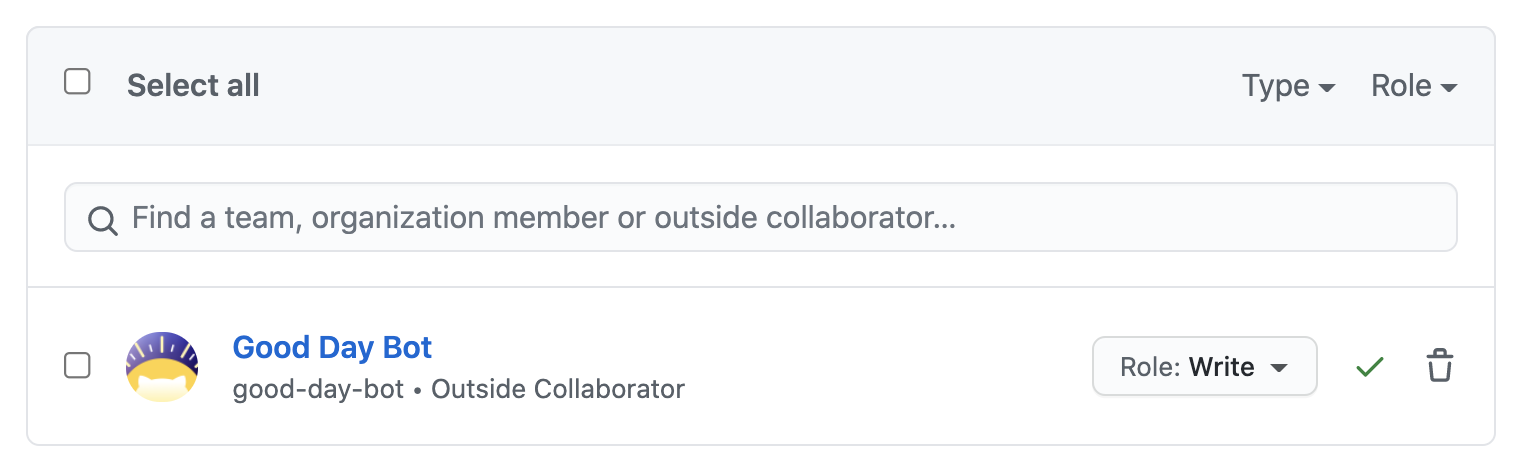 Select all
Type
Role
Find a team, organization member or outside collaborator...
Good Day Bot
Role: Write
good-day-bot • Outside Collaborator